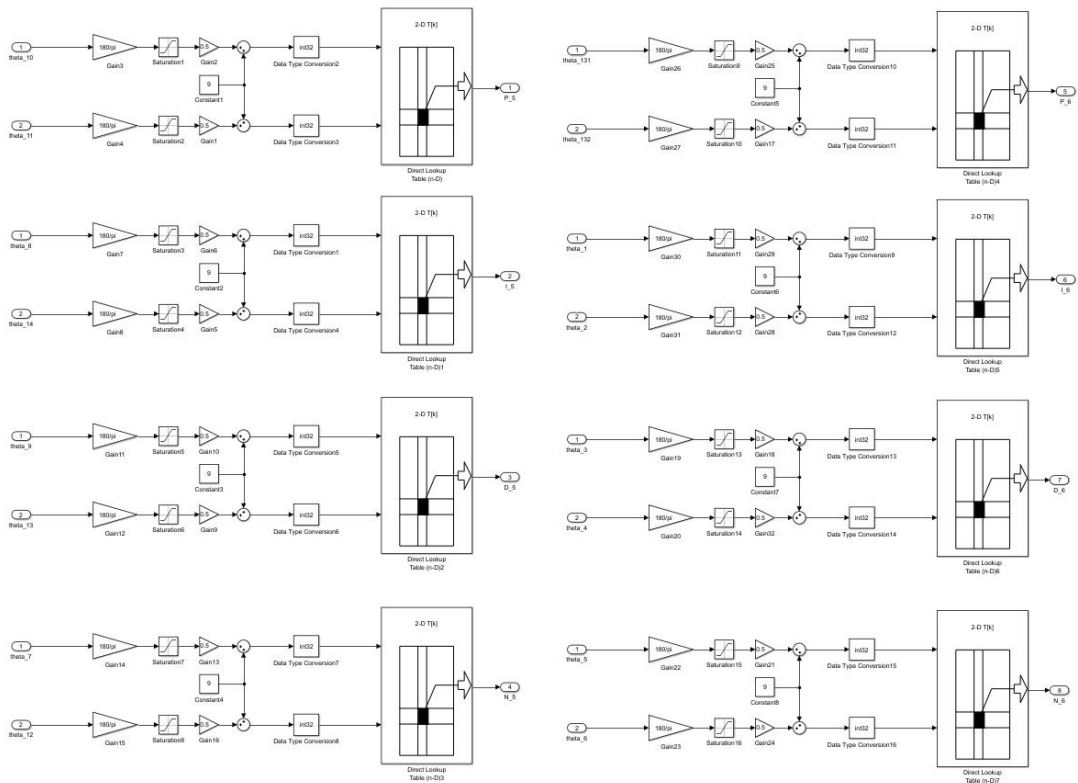 2-D T[k]
1
theta_10
180/pi
Gain3
Saturation1
0.5
Gain2
int32
Data Type Conversion2
9
Constant1
1
P_5
2
theta_11
180/pi
Gain4
Saturation2
0.5
Gain1
int32
Data Type Conversion3
Direct Lookup
Table (n-D)
2-D T[k]
1
theta_131
180/pi
Gain26
Saturation9
0.5
Gain25
int32
Data Type Conversion10
9
Constant5
5
P_6
2
theta_132
180/pi
Gain27
Saturation10
0.5
Gain17
int32
Data Type Conversion11
Direct Lookup
Table (n-D)4
2-D T[k]
1
theta_8
180/pi
Gain7
Saturation3
0.5
Gain6
int32
Data Type Conversion1
9
Constant2
2
I_5
2
theta_14
180/pi
Gain8
Saturation4
0.5
Gain5
int32
Data Type Conversion4
Direct Lookup
Table (n-D)1
2-D T[k]
1
theta_1
180/pi
Gain30
Saturation11
0.5
Gain29
int32
Data Type Conversion9
9
Constant6
6
I_6
2
theta_2
180/pi
Gain31
Saturation12
0.5
Gain28
int32
Data Type Conversion12
Direct Lookup
Table (n-D)5
2-D T[k]
1
theta_9
180/pi
Gain11
Saturation5
0.5
Gain10
int32
Data Type Conversion5
9
Constant3
3
D_5
2
theta_13
180/pi
Gain12
Saturation6
0.5
Gain9
int32
Data Type Conversion6
Direct Lookup
Table (n-D)2
2-D T[k]
1
theta_3
180/pi
Gain19
Saturation13
0.5
Gain18
int32
Data Type Conversion13
9
Constant7
7
D_6
2
theta_4
180/pi
Gain20
Saturation14
0.5
Gain32
int32
Data Type Conversion14
Direct Lookup
Table (n-D)6
2-D T[k]
1
theta_7
180/pi
Gain14
Saturation7
0.5
Gain13
int32
Data Type Conversion7
9
Constant4
4
N_5
2
theta_12
180/pi
Gain15
Saturation8
0.5
Gain16
int32
Data Type Conversion8
Direct Lookup
Table (n-D)3
2-D T[k]
1
theta_5
180/pi
Gain22
Saturation15
0.5
Gain21
int32
Data Type Conversion15
9
Constant8
8
N_6
2
theta_6
180/pi
Gain23
Saturation16
0.5
Gain24
int32
Data Type Conversion16
Direct Lookup
Table (n-D)7